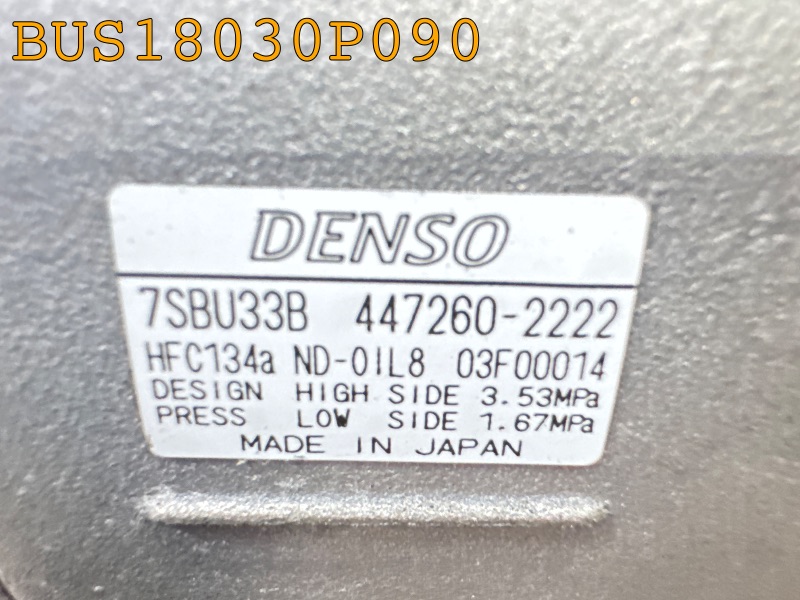 BUS18030P090
DENSO
7SBU33B 447260-2222
HFC134a ND-OIL8 03F00014
DESIGN HIGH SIDE 3.53MPa
PRESS LOW SIDE 1.67MPa
MADE IN JAPAN